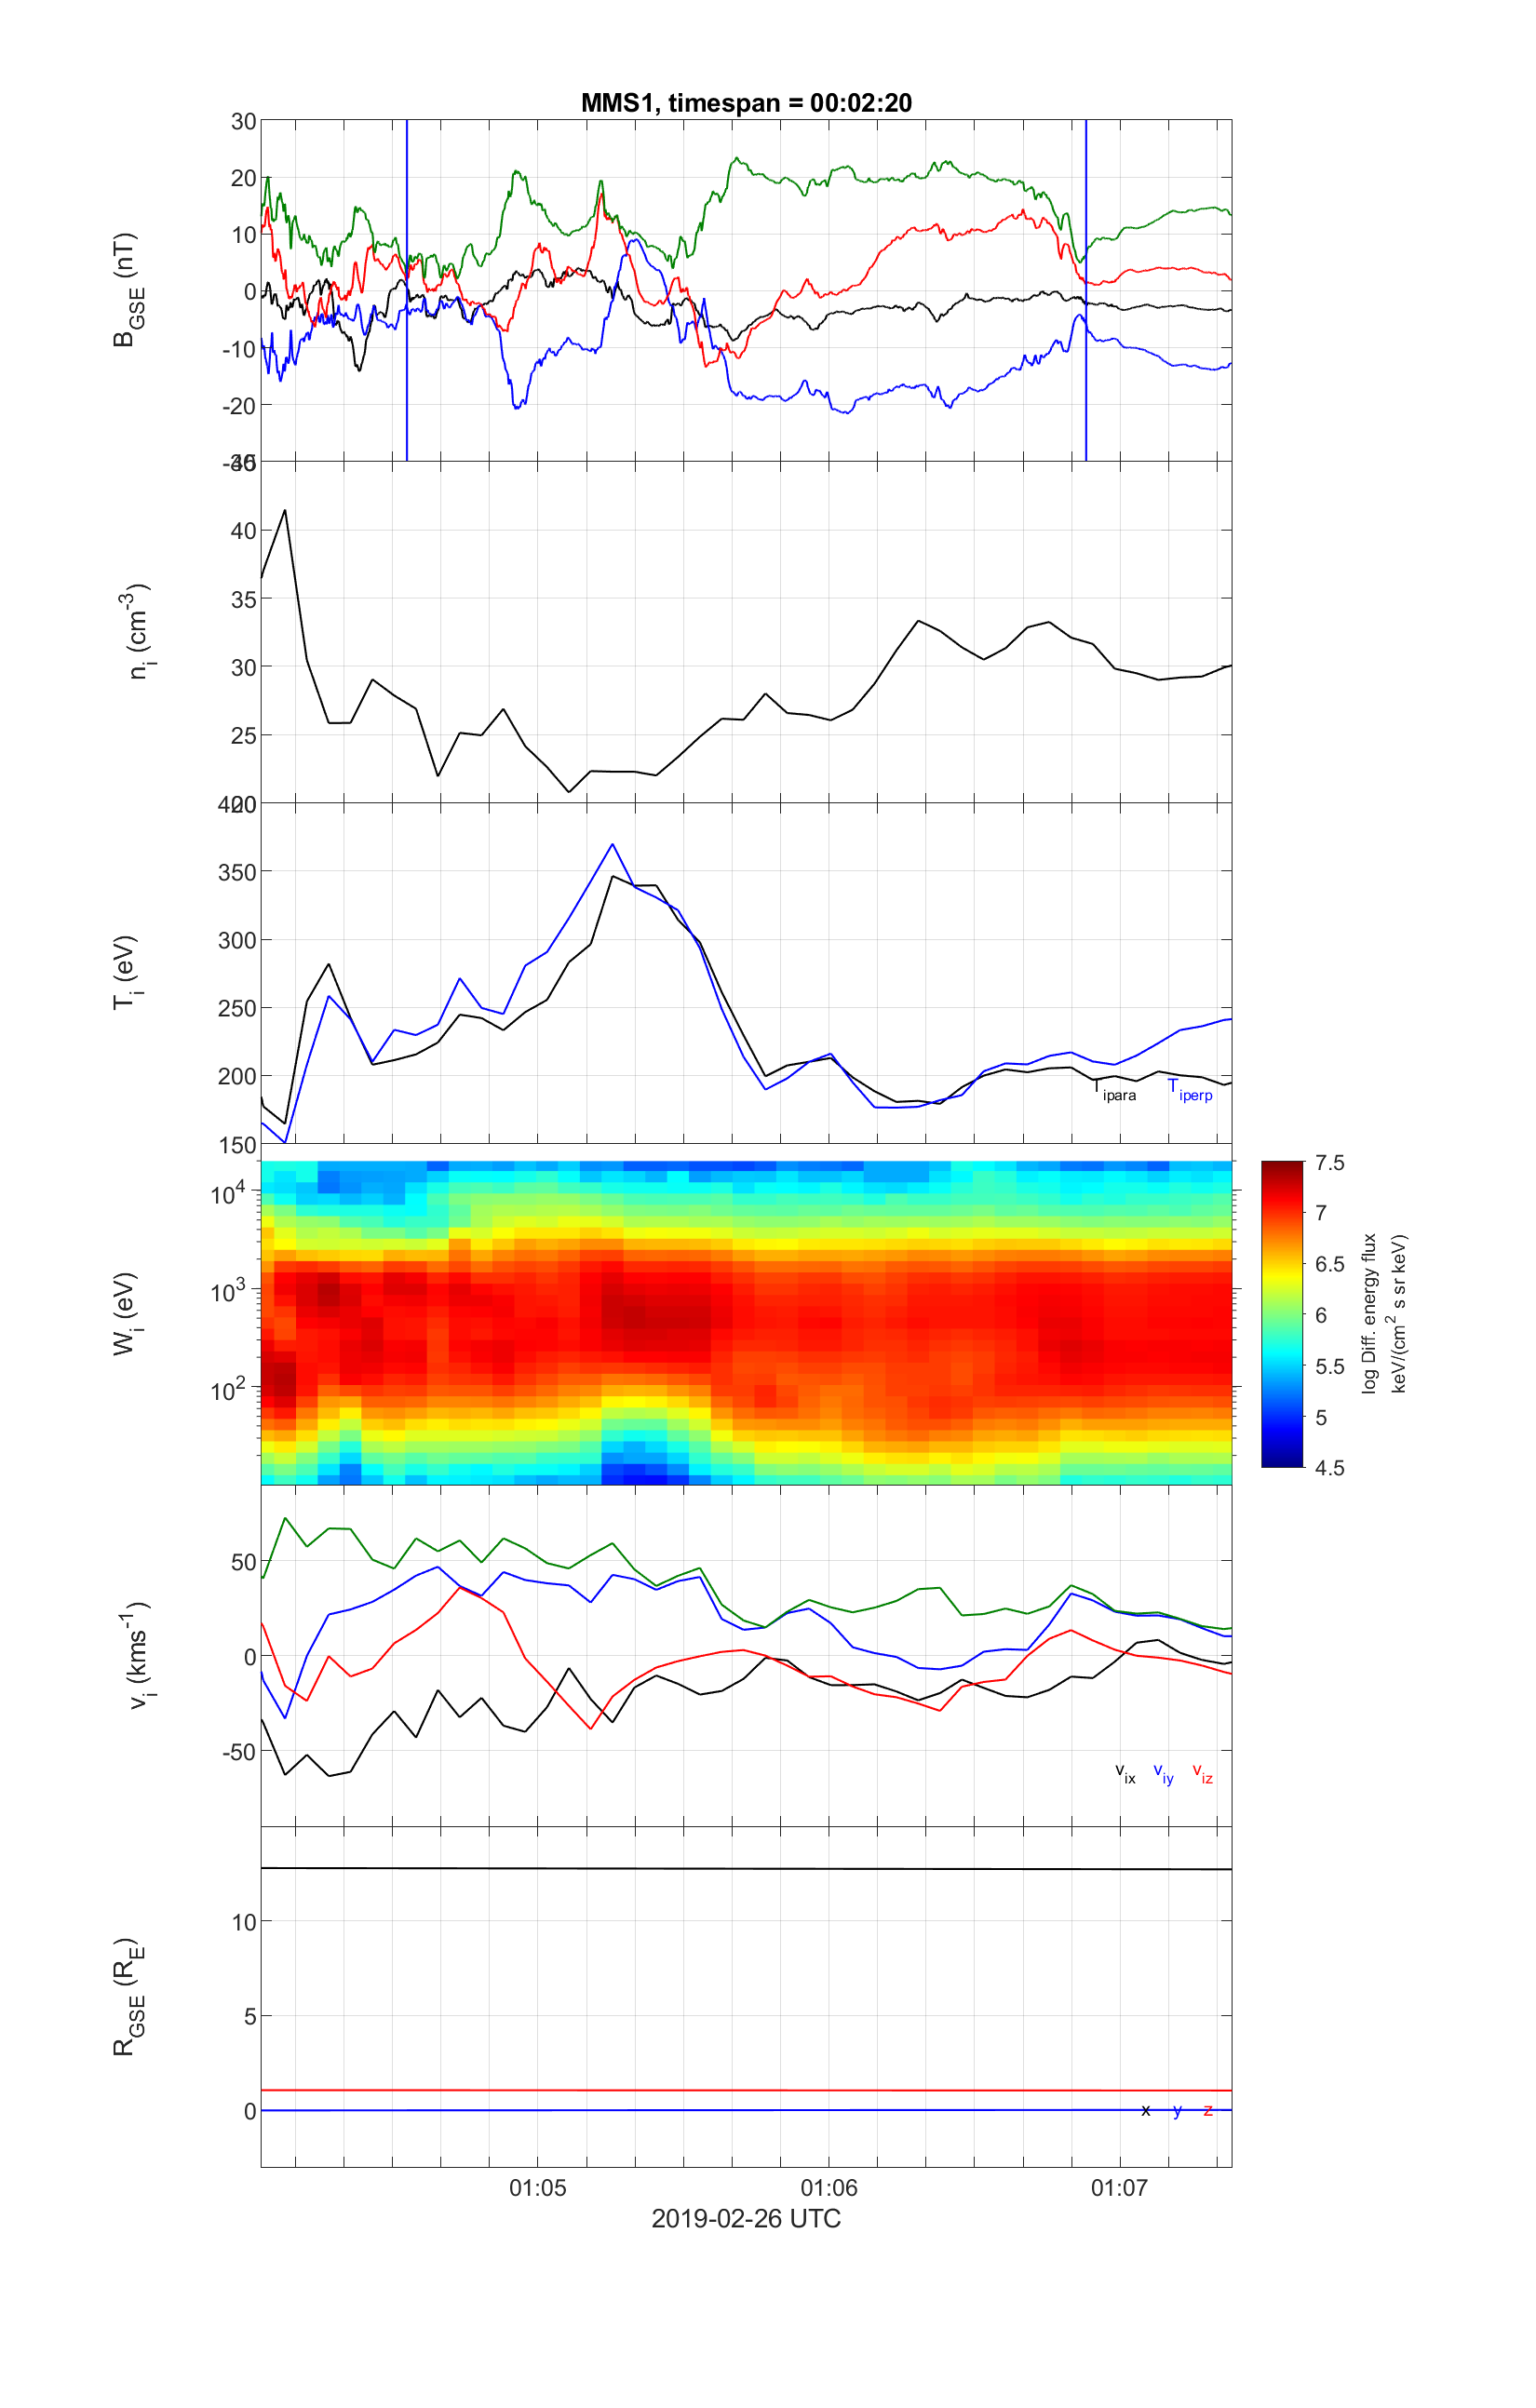 MMS1, timespan = 00:02:20
30
20
10
0
-10
-20
-30
B_GSE (nT)
45
40
35
30
25
20
n_i (cm^-3)
400
350
300
250
200
150
T_i (eV)
T_ipara T_iperp
10^4
10^3
10^2
W_i (eV)
7.5
7
6.5
6
5.5
5
4.5
log Diff. energy flux
keV/(cm^2 s sr keV)
50
0
-50
v_i (kms^-1)
v_ix v_iy v_iz
10
5
0
R_GSE (R_E)
x y z
01:05 01:06 01:07
2019-02-26 UTC